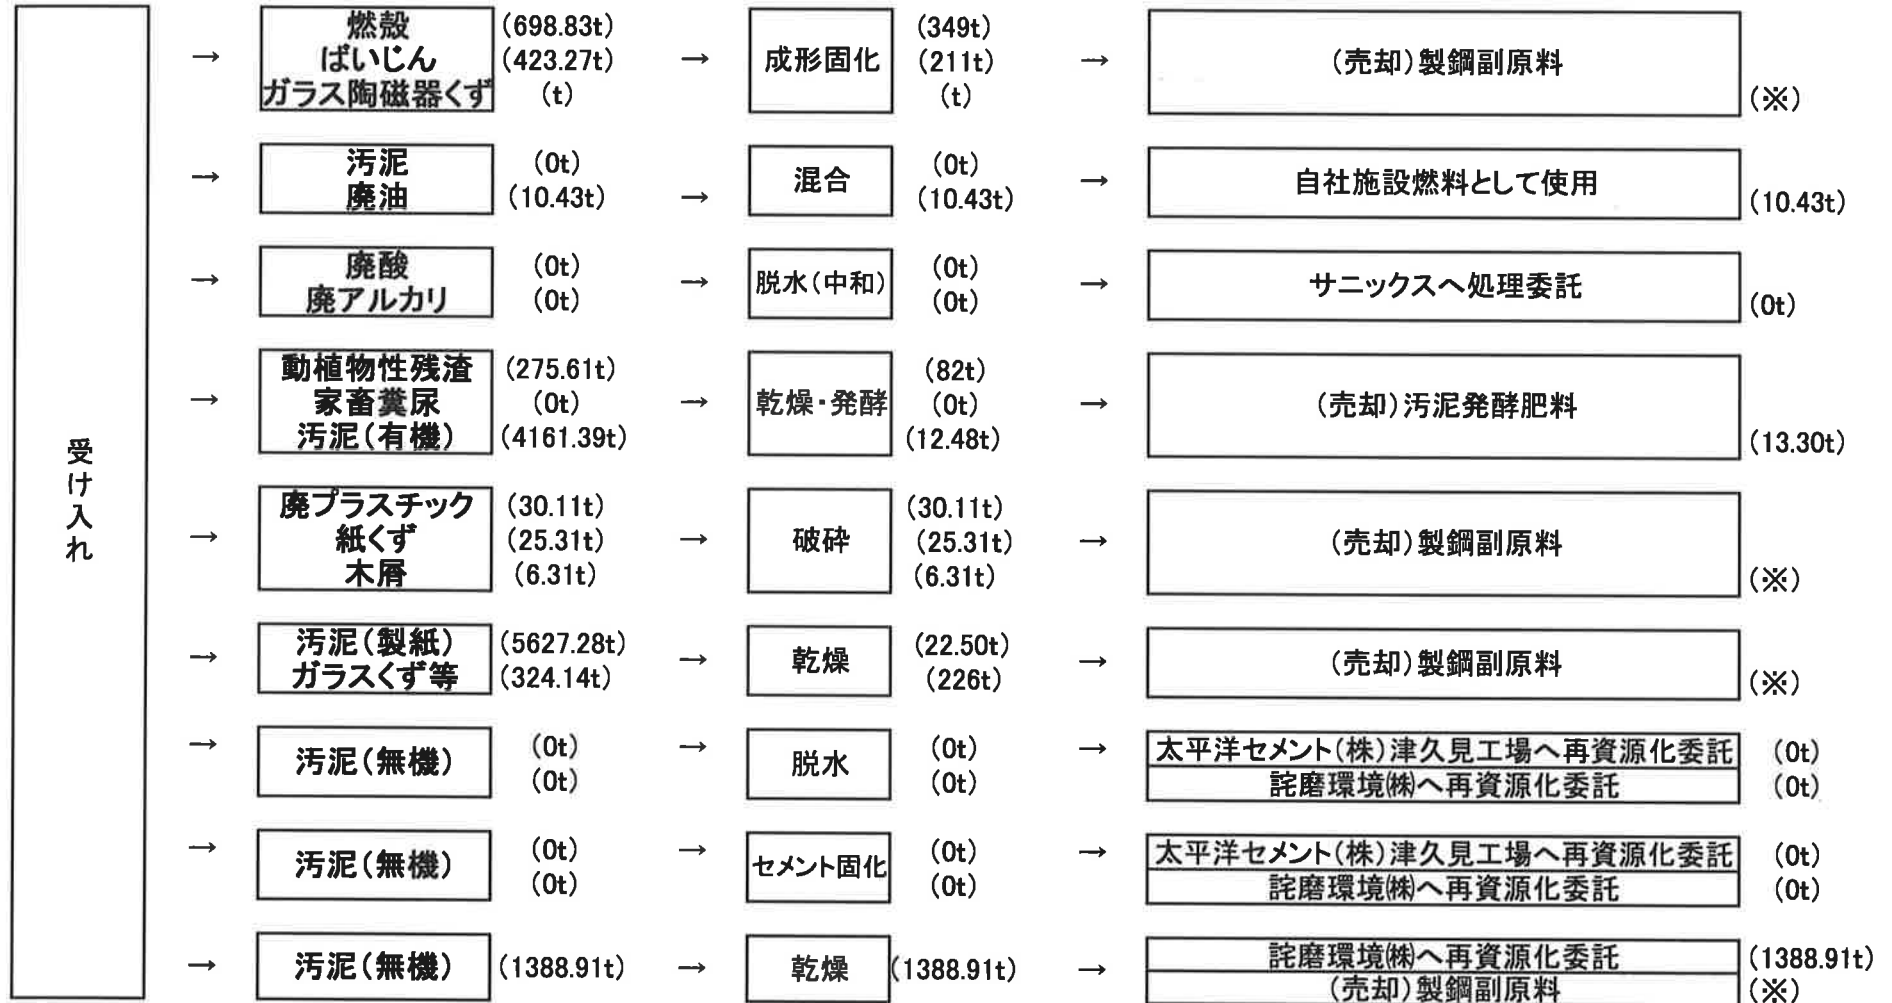 受け入れ
→ 燃殻 (698.83t) → 成形固化 (349t) → (売却)製鋼副原料 (※)
ばいじん (423.27t) (211t)
ガラス陶磁器くず (t) (t)
→ 汚泥 (0t) → 混合 (0t) → 自社施設燃料として使用 (10.43t)
廃油 (10.43t) (10.43t)
→ 廃酸 (0t) → 脱水(中和) (0t) → サニックスへ処理委託 (0t)
廃アルカリ (0t) (0t)
→ 動植物性残渣 (275.61t) → 乾燥・発酵 (82t) → (売却)汚泥発酵肥料 (13.30t)
家畜糞尿 (0t) (0t)
汚泥(有機) (4161.39t) (12.48t)
→ 廃プラスチック (30.11t) → 破砕 (30.11t) → (売却)製鋼副原料 (※)
紙くず (25.31t) (25.31t)
木屑 (6.31t) (6.31t)
→ 汚泥(製紙) (5627.28t) → 乾燥 (22.50t) → (売却)製鋼副原料 (※)
ガラスくず等 (324.14t) (226t)
→ 汚泥(無機) (0t) → 脱水 (0t) → 太平洋セメント(株)津久見工場へ再資源化委託 (0t)
(0t) (0t) 詫磨環境㈱へ再資源化委託 (0t)
→ 汚泥(無機) (0t) → セメント固化 (0t) → 太平洋セメント(株)津久見工場へ再資源化委託 (0t)
(0t) (0t) 詫磨環境㈱へ再資源化委託 (0t)
→ 汚泥(無機) (1388.91t) → 乾燥 (1388.91t) → 詫磨環境㈱へ再資源化委託 (1388.91t)
(売却)製鋼副原料 (※)